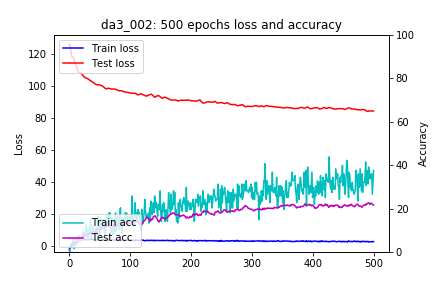 da3_002: 500 epochs loss and accuracy
Train loss
Test loss
Train acc
Test acc
Loss
Accuracy
120
100
80
60
40
20
0
100
80
60
40
20
0
0
100
200
300
400
500